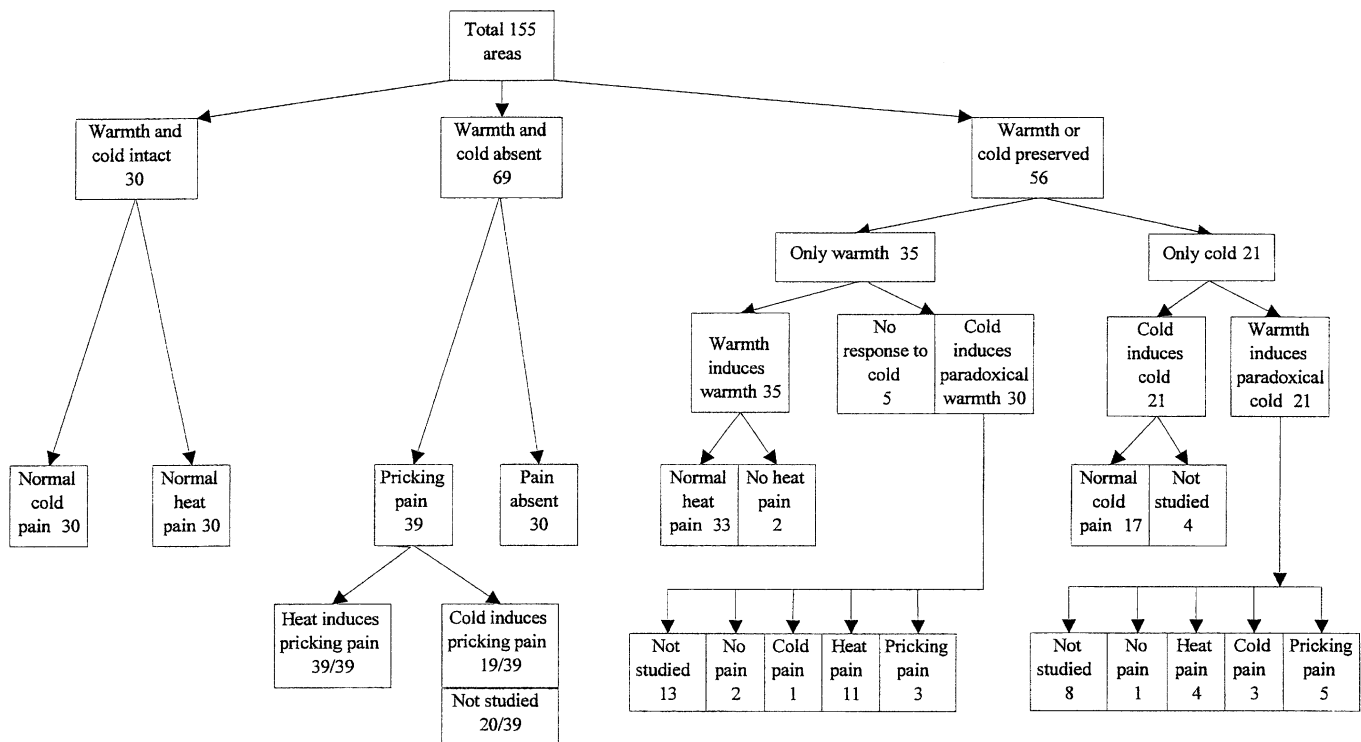 Total 155
areas
Warmth and
cold intact
30
Warmth and
cold absent
69
Warmth or
cold preserved
56
Only warmth 35
Only cold 21
Warmth
induces
warmth 35
No
response to
cold
5
Cold
induces
paradoxical
warmth 30
Cold
induces
cold
21
Warmth
induces
paradoxical
cold 21
Normal
cold
pain 30
Normal
heat
pain 30
Pricking
pain
39
Pain
absent
30
Normal
heat
pain 33
No heat
pain
2
Normal
cold
pain 17
Not
studied
4
Heat induces
pricking pain
39/39
Cold induces
pricking pain
19/39
Not studied
20/39
Not
studied
13
No
pain
2
Cold
pain
1
Heat
pain
11
Pricking
pain
3
Not
studied
8
No
pain
1
Heat
pain
4
Cold
pain
3
Pricking
pain
5